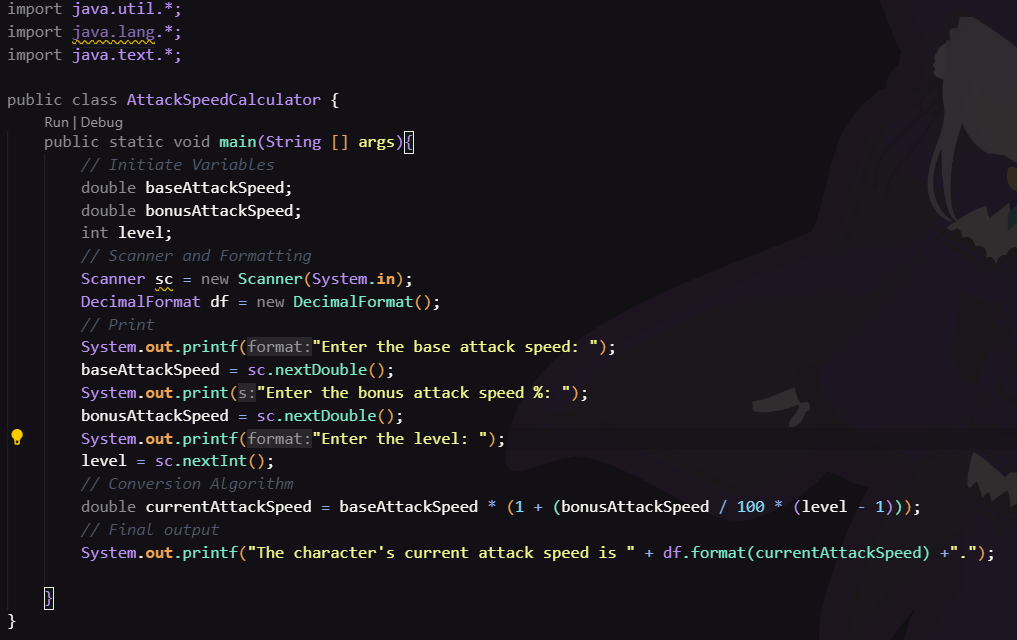 import java.util.*;
import java.lang.*;
import java.text.*;

public class AttackSpeedCalculator {
    Run | Debug
    public static void main(String [] args){
        // Initiate Variables
        double baseAttackSpeed;
        double bonusAttackSpeed;
        int level;
        // Scanner and Formatting
        Scanner sc = new Scanner(System.in);
        DecimalFormat df = new DecimalFormat();
        // Print
        System.out.printf(format:"Enter the base attack speed: ");
        baseAttackSpeed = sc.nextDouble();
        System.out.print(s:"Enter the bonus attack speed %: ");
        bonusAttackSpeed = sc.nextDouble();
        System.out.printf(format:"Enter the level: ");
        level = sc.nextInt();
        // Conversion Algorithm
        double currentAttackSpeed = baseAttackSpeed * (1 + (bonusAttackSpeed / 100 * (level - 1)));
        // Final output
        System.out.printf("The character's current attack speed is " + df.format(currentAttackSpeed) +".");

    }
}